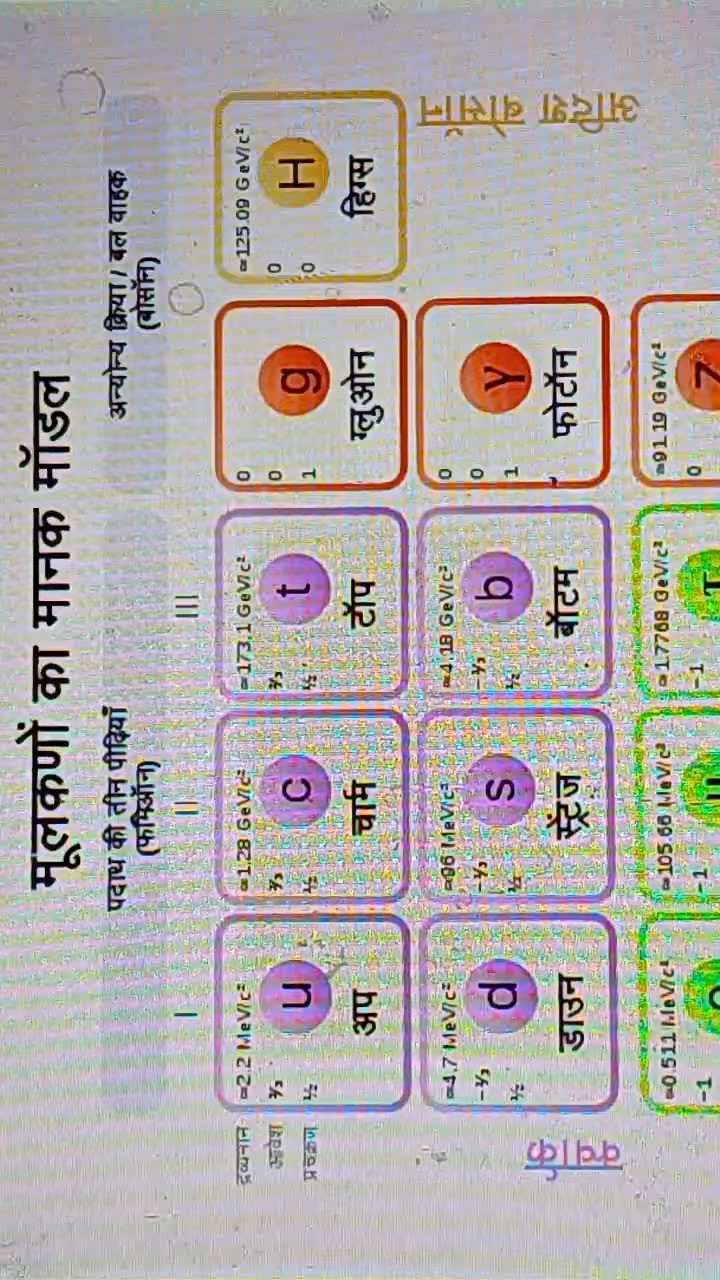 मूलकणों का मानक मॉडल
पदार्थ की तीन पीढ़ियाँ
(फर्मिऑन)
अन्योन्य क्रिया / बल वाहक
(बोसॉन)
I II III
द्रव्यमान ≃2.2 MeV/c² ≃1.28 GeV/c² ≃173.1 GeV/c² 0 ≃125.09 GeV/c²
आवेश ⅔ ⅔ ⅔ 0 0
प्रचक्रण ½ ½ ½ 1 0
u c t g H
अप चार्म टॉप ग्लुओन हिग्स
≃4.7 MeV/c² ≃96 MeV/c² ≃4.18 GeV/c² 0
−⅓ −⅓ −⅓ 0
½ ½ ½ 1
d s b γ
डाउन स्ट्रेंज बॉटम फोटॉन
क्वार्क
अदिश बोसॉन
≃0.511 MeV/c² ≃105.66 MeV/c² ≃1.7768 GeV/c² ≃91.19 GeV/c²
−1 −1 −1 0
Z